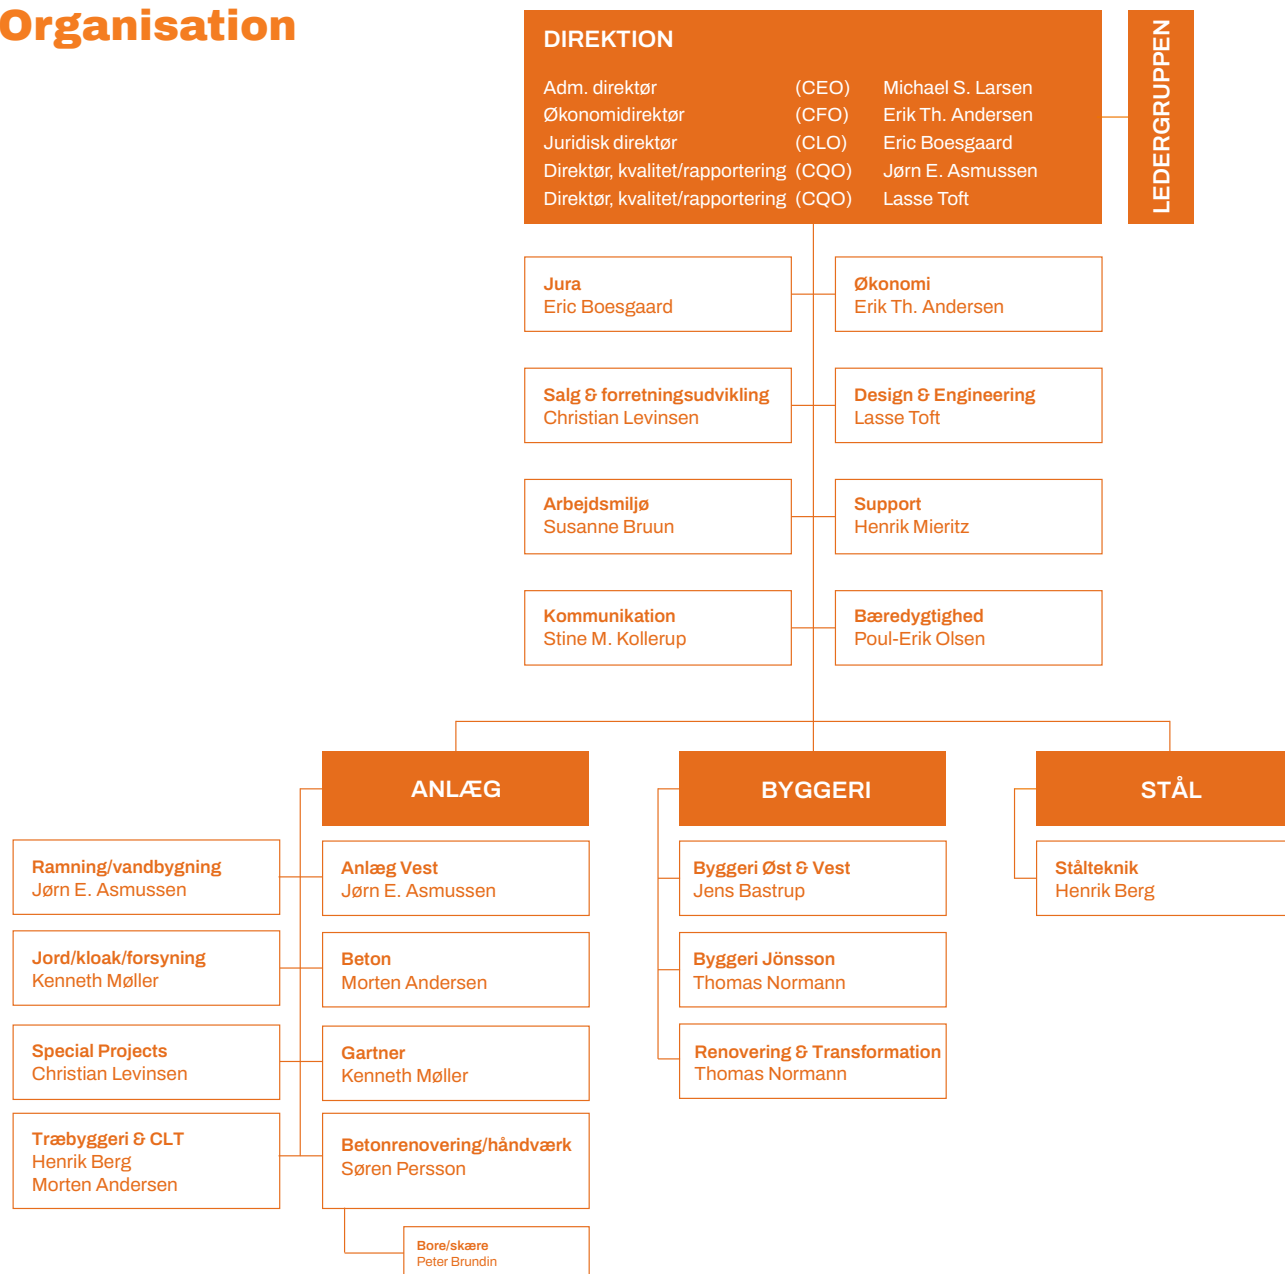 Organisation
DIREKTION
Adm. direktør (CEO) Michael S. Larsen
Økonomidirektør (CFO) Erik Th. Andersen
Juridisk direktør (CLO) Eric Boesgaard
Direktør, kvalitet/rapportering (CQO) Jørn E. Asmussen
Direktør, kvalitet/rapportering (CQO) Lasse Toft
LEDERGRUPPEN
Jura
Eric Boesgaard
Økonomi
Erik Th. Andersen
Salg & forretningsudvikling
Christian Levinsen
Design & Engineering
Lasse Toft
Arbejdsmiljø
Susanne Bruun
Support
Henrik Mieritz
Kommunikation
Stine M. Kollerup
Bæredygtighed
Poul-Erik Olsen
ANLÆG
Ramning/vandbygning
Jørn E. Asmussen
Anlæg Vest
Jørn E. Asmussen
Jord/kloak/forsyning
Kenneth Møller
Beton
Morten Andersen
Special Projects
Christian Levinsen
Gartner
Kenneth Møller
Træbyggeri & CLT
Henrik Berg
Morten Andersen
Betonrenovering/håndværk
Søren Persson
Bore/skære
Peter Brundin
BYGGERI
Byggeri Øst & Vest
Jens Bastrup
Byggeri Jönsson
Thomas Normann
Renovering & Transformation
Thomas Normann
STÅL
Stålteknik
Henrik Berg